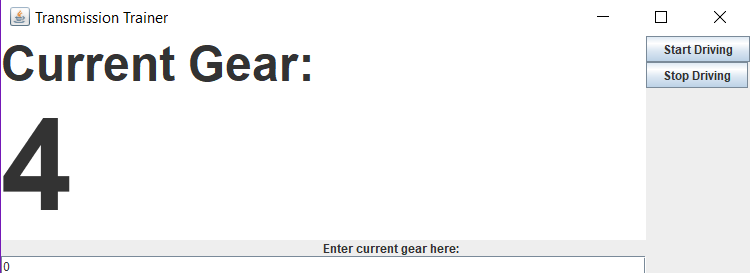 Transmission Trainer
Current Gear:
Start Driving
Stop Driving
4
Enter current gear here:
0